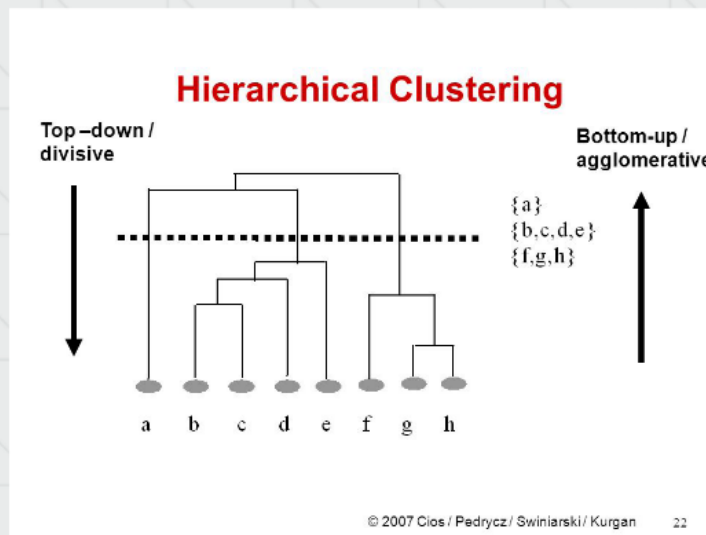 Hierarchical Clustering
Top –down /
divisive
Bottom-up /
agglomerative
{a}
{b,c,d,e}
{f,g,h}
a b c d e f g h
© 2007 Cios / Pedrycz / Swiniarski / Kurgan 22